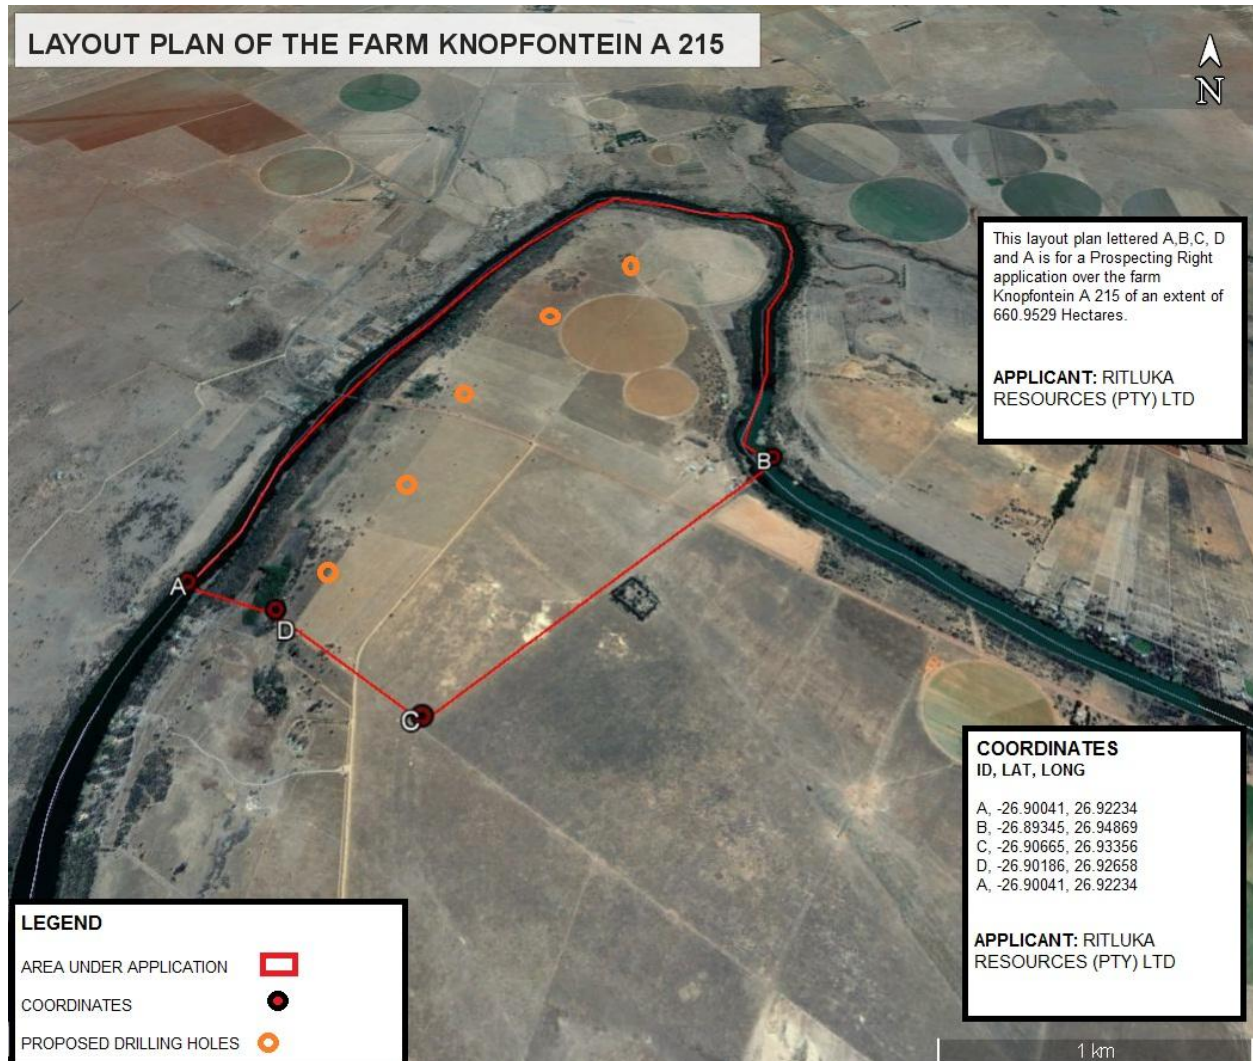 LAYOUT PLAN OF THE FARM KNOPFONTEIN A 215
N
This layout plan lettered A,B,C, D
and A is for a Prospecting Right
application over the farm
Knopfontein A 215 of an extent of
660.9529 Hectares.
APPLICANT: RITLUKA
RESOURCES (PTY) LTD
B
A
D
C
COORDINATES
ID, LAT, LONG
A, -26.90041, 26.92234
B, -26.89345, 26.94869
C, -26.90665, 26.93356
D, -26.90186, 26.92658
A, -26.90041, 26.92234
APPLICANT: RITLUKA
RESOURCES (PTY) LTD
LEGEND
AREA UNDER APPLICATION
COORDINATES
PROPOSED DRILLING HOLES
1 km